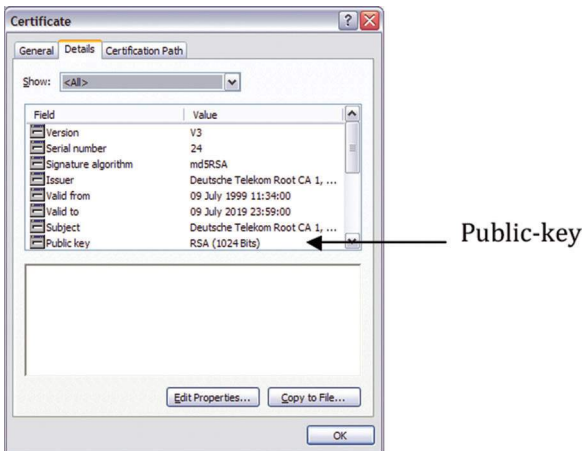 Certificate
General Details Certification Path
Show: <All>
Field Value
Version V3
Serial number 24
Signature algorithm md5RSA
Issuer Deutsche Telekom Root CA 1, ...
Valid from 09 July 1999 11:34:00
Valid to 09 July 2019 23:59:00
Subject Deutsche Telekom Root CA 1, ...
Public key RSA (1024 Bits)
Public-key
Edit Properties... Copy to File...
OK